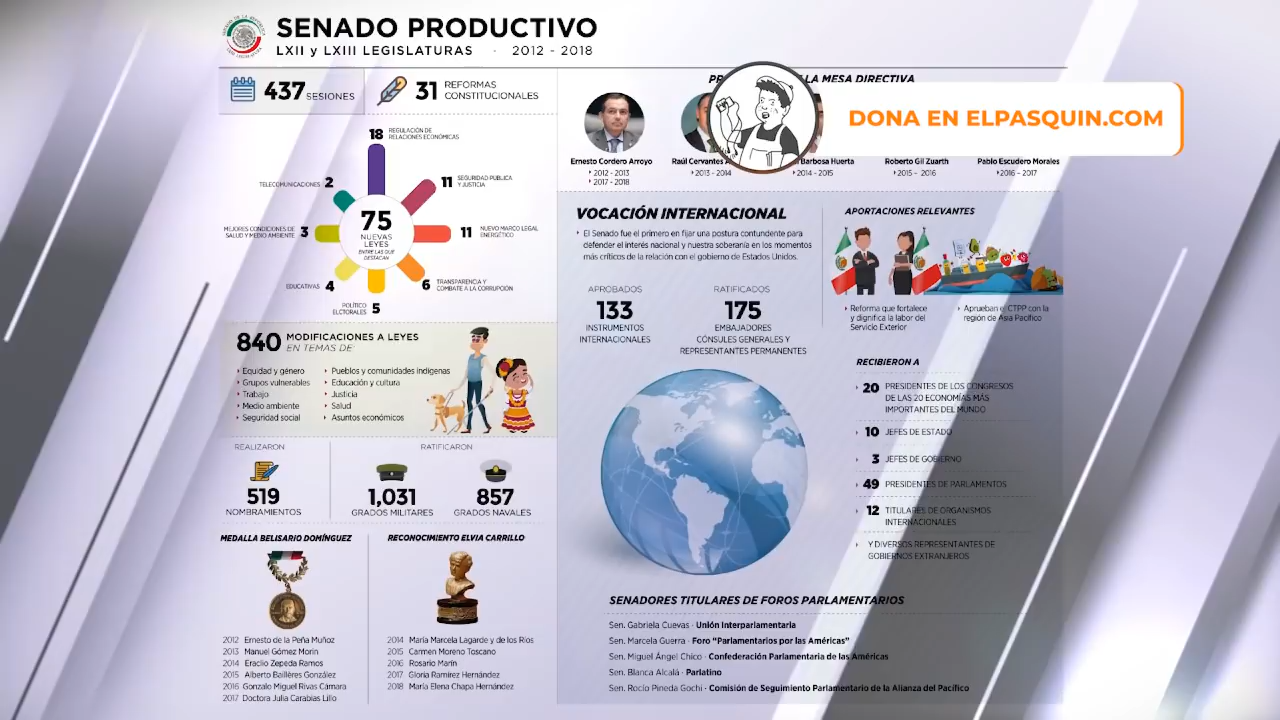 SENADO PRODUCTIVO
LXII y LXIII LEGISLATURAS · 2012 - 2018
437 SESIONES
31 REFORMAS
CONSTITUCIONALES
18 REGULACIÓN DE
RELACIONES ECONÓMICAS
TELECOMUNICACIONES 2
11 SEGURIDAD PÚBLICA
Y JUSTICIA
MEJORES CONDICIONES DE
SALUD Y MEDIO AMBIENTE 3
75
NUEVAS
LEYES
ENTRE LAS QUE
DESTACAN
11 NUEVO MARCO LEGAL
ENERGÉTICO
EDUCATIVAS 4
6 TRANSPARENCIA Y
COMBATE A LA CORRUPCIÓN
POLÍTICO
ELCTORALES 5
840 MODIFICACIONES A LEYES
EN TEMAS DE:
Equidad y género
Grupos vulnerables
Trabajo
Medio ambiente
Seguridad social
Pueblos y comunidades indígenas
Educación y cultura
Justicia
Salud
Asuntos económicos
REALIZARON
519
NOMBRAMIENTOS
RATIFICARON
1,031
GRADOS MILITARES
857
GRADOS NAVALES
MEDALLA BELISARIO DOMÍNGUEZ
2012 Ernesto de la Peña Muñoz
2013 Manuel Gómez Morin
2014 Eraclio Zepeda Ramos
2015 Alberto Baillères González
2016 Gonzalo Miguel Rivas Cámara
2017 Doctora Julia Carabias Lillo
RECONOCIMIENTO ELVIA CARRILLO
2014 María Marcela Lagarde y de los Ríos
2015 Carmen Moreno Toscano
2016 Rosario Marín
2017 Gloria Ramírez Hernández
2018 María Elena Chapa Hernández
LA MESA DIRECTIVA
DONA EN ELPASQUIN.COM
Ernesto Cordero Arroyo
2012 - 2013
2017 - 2018
Raúl Cervantes
2013 - 2014
Barbosa Huerta
2014 - 2015
Roberto Gil Zuarth
2015 - 2016
Pablo Escudero Morales
2016 - 2017
VOCACIÓN INTERNACIONAL
El Senado fue el primero en fijar una postura contundente para
defender el interés nacional y nuestra soberanía en los momentos
más críticos de la relación con el gobierno de Estados Unidos.
APROBADOS
133
INSTRUMENTOS
INTERNACIONALES
RATIFICADOS
175
EMBAJADORES
CÓNSULES GENERALES Y
REPRESENTANTES PERMANENTES
APORTACIONES RELEVANTES
Reforma que fortalece
y dignifica la labor del
Servicio Exterior
Aprueban el CTPP con la
región de Asia Pacífico
RECIBIERON A
20 PRESIDENTES DE LOS CONGRESOS
DE LAS 20 ECONOMÍAS MÁS
IMPORTANTES DEL MUNDO
10 JEFES DE ESTADO
3 JEFES DE GOBIERNO
49 PRESIDENTES DE PARLAMENTOS
12 TITULARES DE ORGANISMOS
INTERNACIONALES
Y DIVERSOS REPRESENTANTES DE
GOBIERNOS EXTRANJEROS
SENADORES TITULARES DE FOROS PARLAMENTARIOS
Sen. Gabriela Cuevas · Unión Interparlamentaria
Sen. Marcela Guerra · Foro “Parlamentarios por las Américas”
Sen. Miguel Ángel Chico · Confederación Parlamentaria de las Américas
Sen. Blanca Alcalá · Parlatino
Sen. Rocío Pineda Gochi · Comisión de Seguimiento Parlamentario de la Alianza del Pacífico